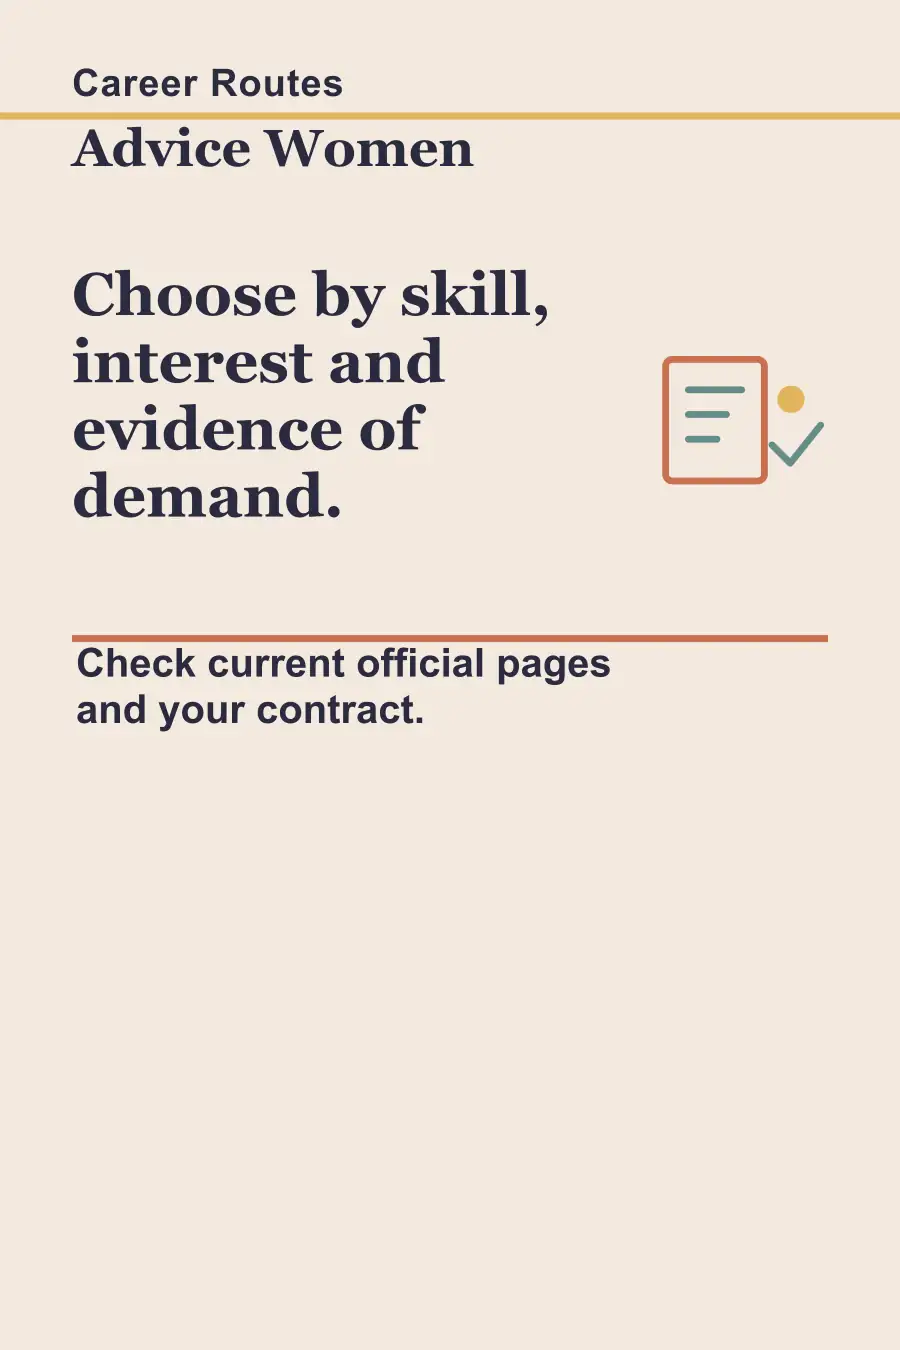 Career Routes
Advice Women
Choose by skill,
interest and
evidence of
demand.
Check current official pages
and your contract.